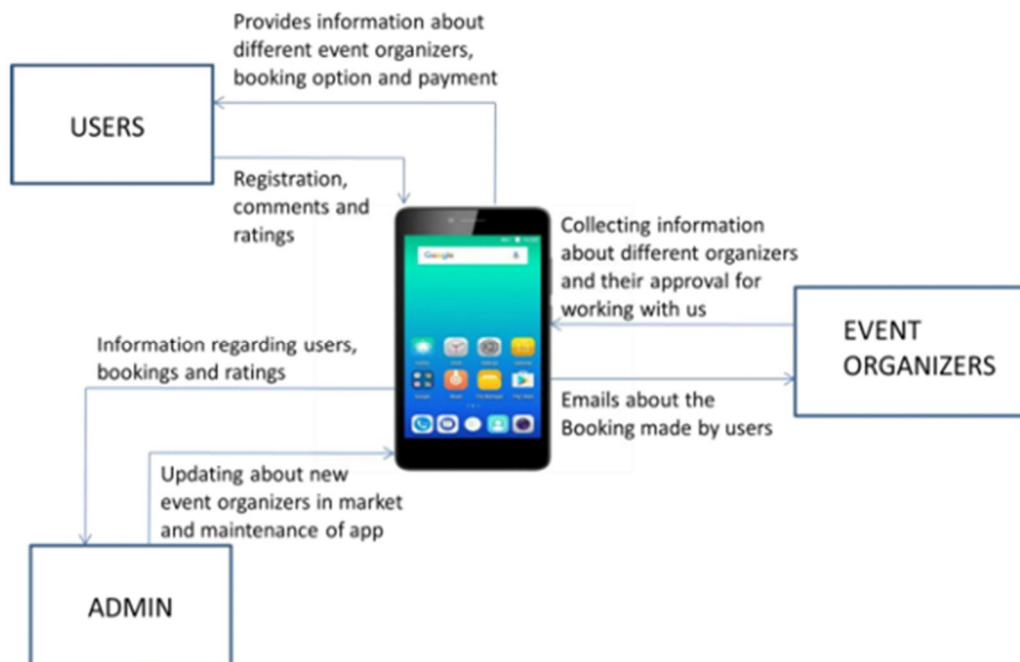 Provides information about
different event organizers,
booking option and payment
USERS
Registration,
comments and
ratings
Google
Collecting information
about different organizers
and their approval for
working with us
EVENT
ORGANIZERS
Information regarding users,
bookings and ratings
Emails about the
Booking made by users
Updating about new
event organizers in market
and maintenance of app
ADMIN